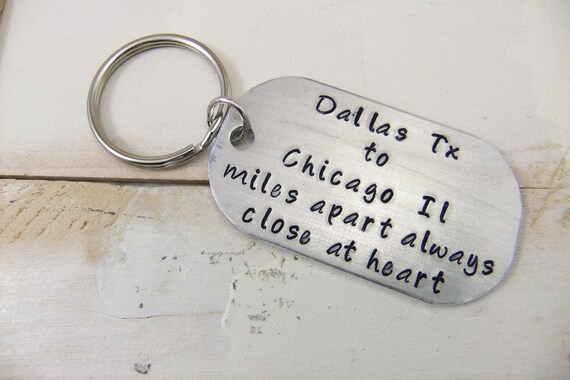 Dallas Tx
to
Chicago Il
miles apart always
close at heart